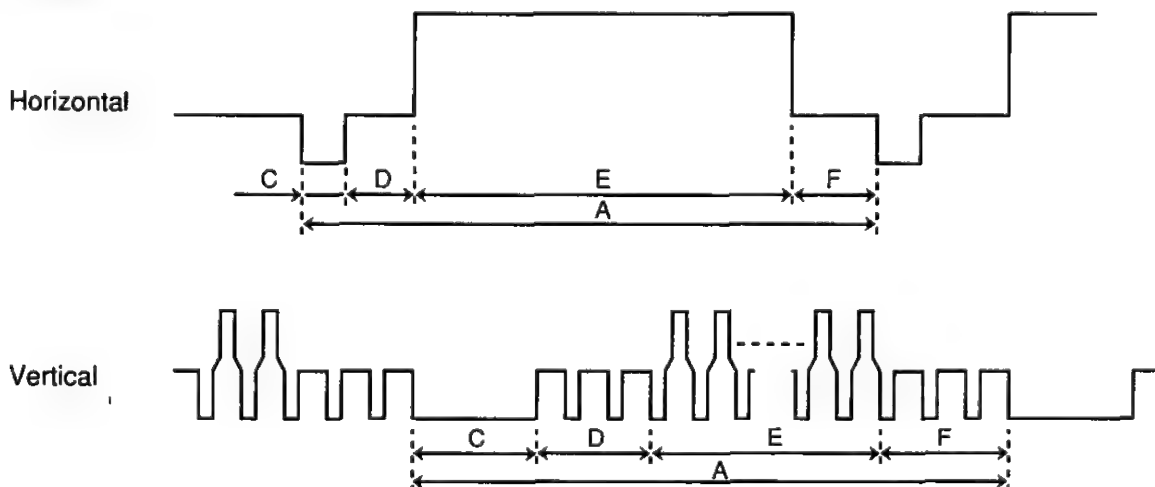 Horizontal
C D E F
A
Vertical
C D E F
A